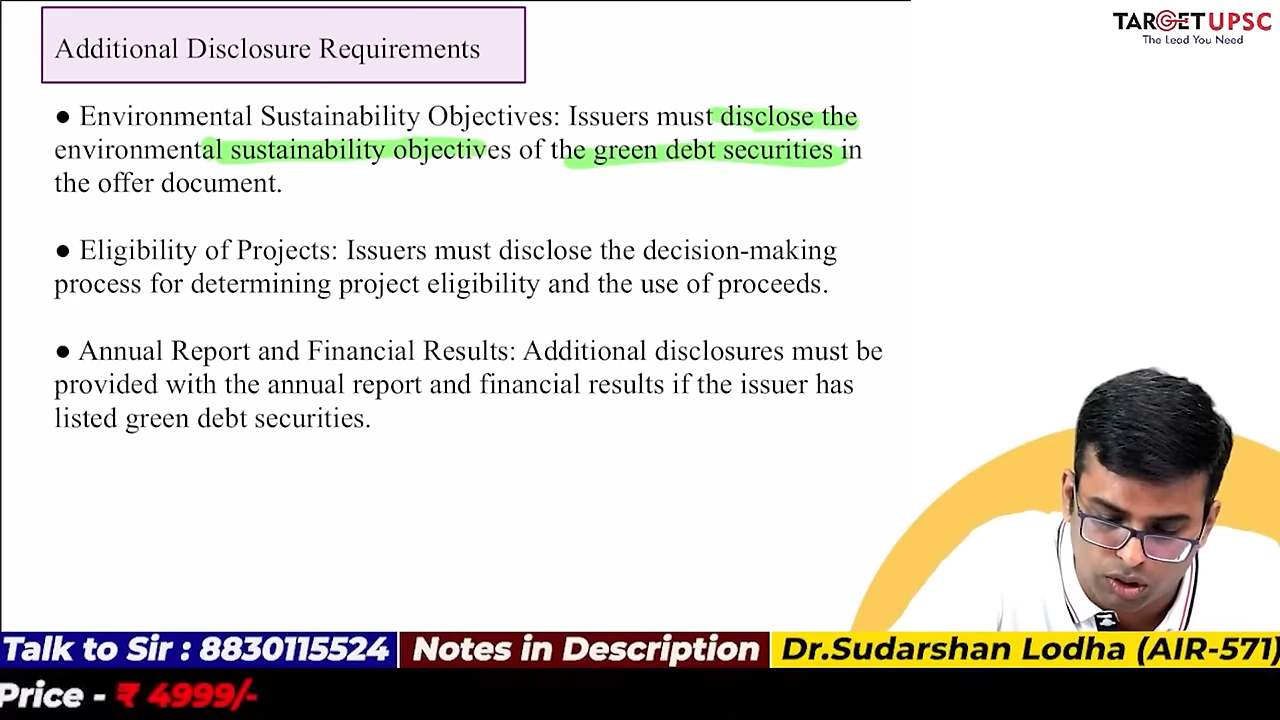 TARGET UPSC
The Lead You Need
Additional Disclosure Requirements
● Environmental Sustainability Objectives: Issuers must disclose the
environmental sustainability objectives of the green debt securities in
the offer document.
● Eligibility of Projects: Issuers must disclose the decision-making
process for determining project eligibility and the use of proceeds.
● Annual Report and Financial Results: Additional disclosures must be
provided with the annual report and financial results if the issuer has
listed green debt securities.
Talk to Sir : 8830115524
Notes in Description
Dr.Sudarshan Lodha (AIR-571)
Price - ₹ 4999/-